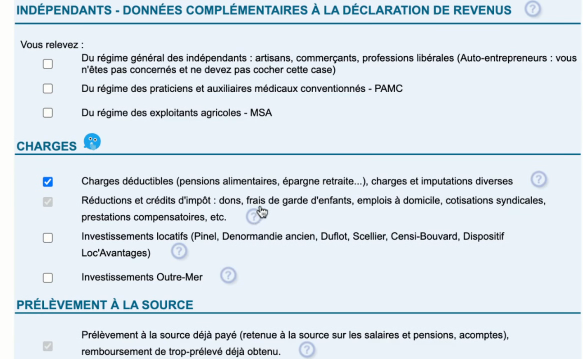 INDÉPENDANTS - DONNÉES COMPLÉMENTAIRES À LA DÉCLARATION DE REVENUS ?
Vous relevez :
Du régime général des indépendants : artisans, commerçants, professions libérales (Auto-entrepreneurs : vous
n'êtes pas concernés et ne devez pas cocher cette case)
Du régime des praticiens et auxiliaires médicaux conventionnés - PAMC
Du régime des exploitants agricoles - MSA
CHARGES
Charges déductibles (pensions alimentaires, épargne retraite...), charges et imputations diverses ?
Réductions et crédits d'impôt : dons, frais de garde d'enfants, emplois à domicile, cotisations syndicales,
prestations compensatoires, etc. ?
Investissements locatifs (Pinel, Denormandie ancien, Duflot, Scellier, Censi-Bouvard, Dispositif
Loc'Avantages) ?
Investissements Outre-Mer ?
PRÉLÈVEMENT À LA SOURCE
Prélèvement à la source déjà payé (retenue à la source sur les salaires et pensions, acomptes),
remboursement de trop-prélevé déjà obtenu. ?